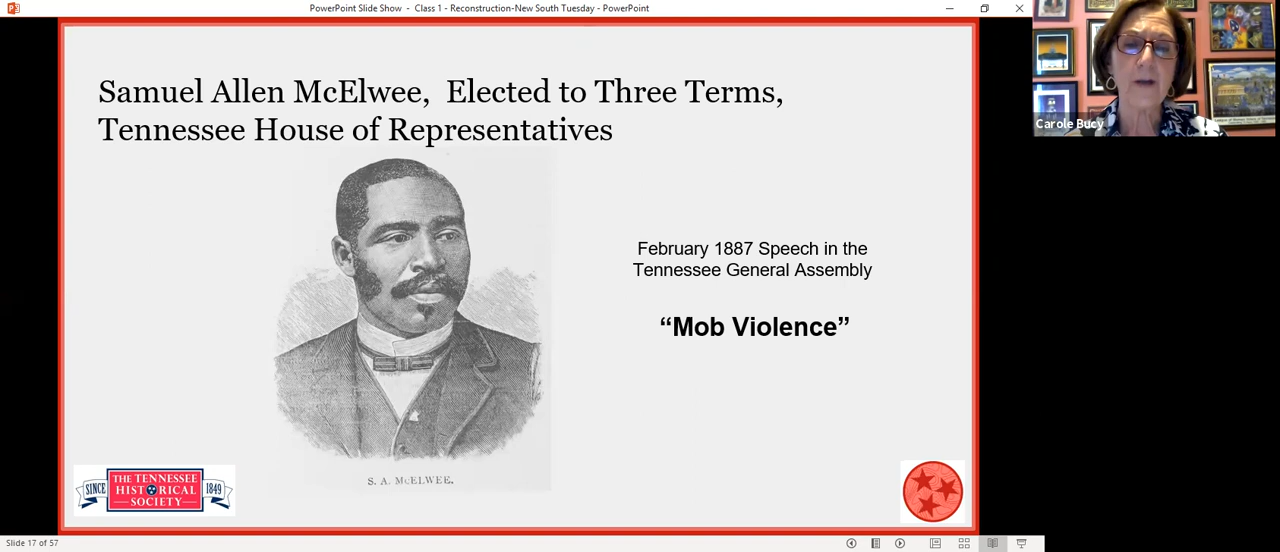 PowerPoint Slide Show - Class 1 - Reconstruction-New South Tuesday - PowerPoint
Samuel Allen McElwee, Elected to Three Terms,
Tennessee House of Representatives
February 1887 Speech in the
Tennessee General Assembly
“Mob Violence”
S. A. McELWEE.
SINCE
THE TENNESSEE
HISTORICAL
SOCIETY
1849
Carole Bucy
Slide 17 of 57